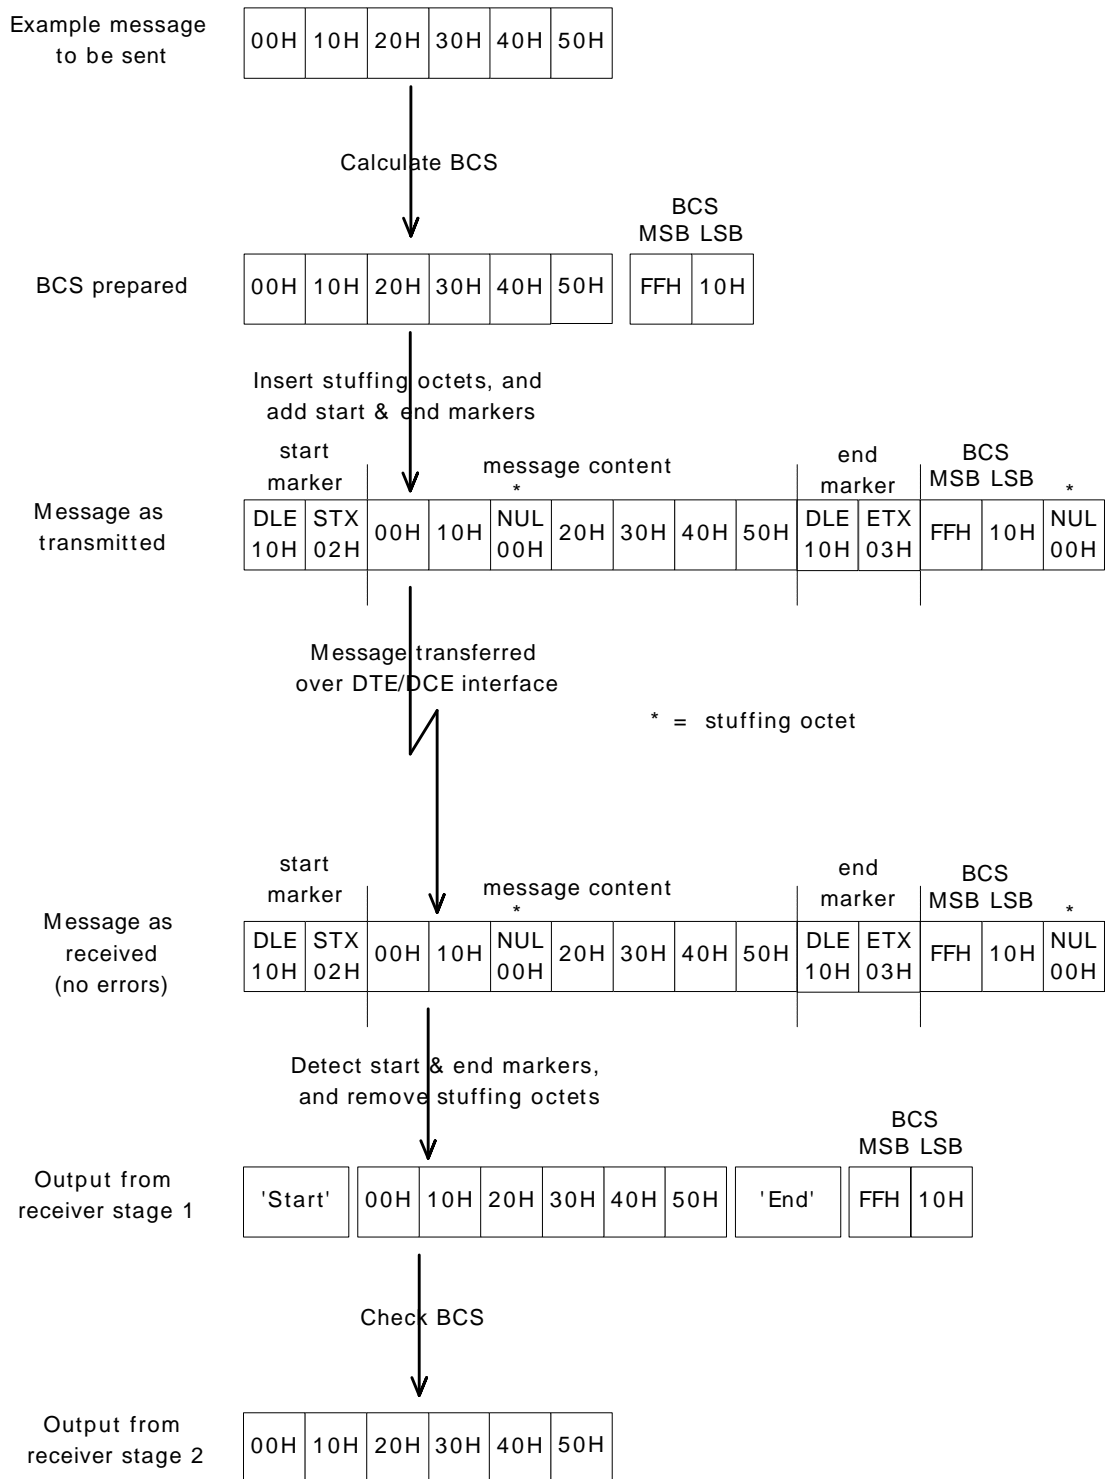 Example message
to be sent
00H 10H 20H 30H 40H 50H
Calculate BCS
BCS
MSB LSB
BCS prepared
00H 10H 20H 30H 40H 50H FFH 10H
Insert stuffing octets, and
add start & end markers
start
marker
message content
*
end
marker
BCS
MSB LSB
*
Message as
transmitted
DLE STX 00H 10H NUL 20H 30H 40H 50H DLE ETX FFH 10H NUL
10H 02H 00H 10H 03H 00H
Message transferred
over DTE/DCE interface
* = stuffing octet
start
marker
message content
*
end
marker
BCS
MSB LSB
*
Message as
received
(no errors)
DLE STX 00H 10H NUL 20H 30H 40H 50H DLE ETX FFH 10H NUL
10H 02H 00H 10H 03H 00H
Detect start & end markers,
and remove stuffing octets
BCS
MSB LSB
Output from
receiver stage 1
'Start' 00H 10H 20H 30H 40H 50H 'End' FFH 10H
Check BCS
Output from
receiver stage 2
00H 10H 20H 30H 40H 50H